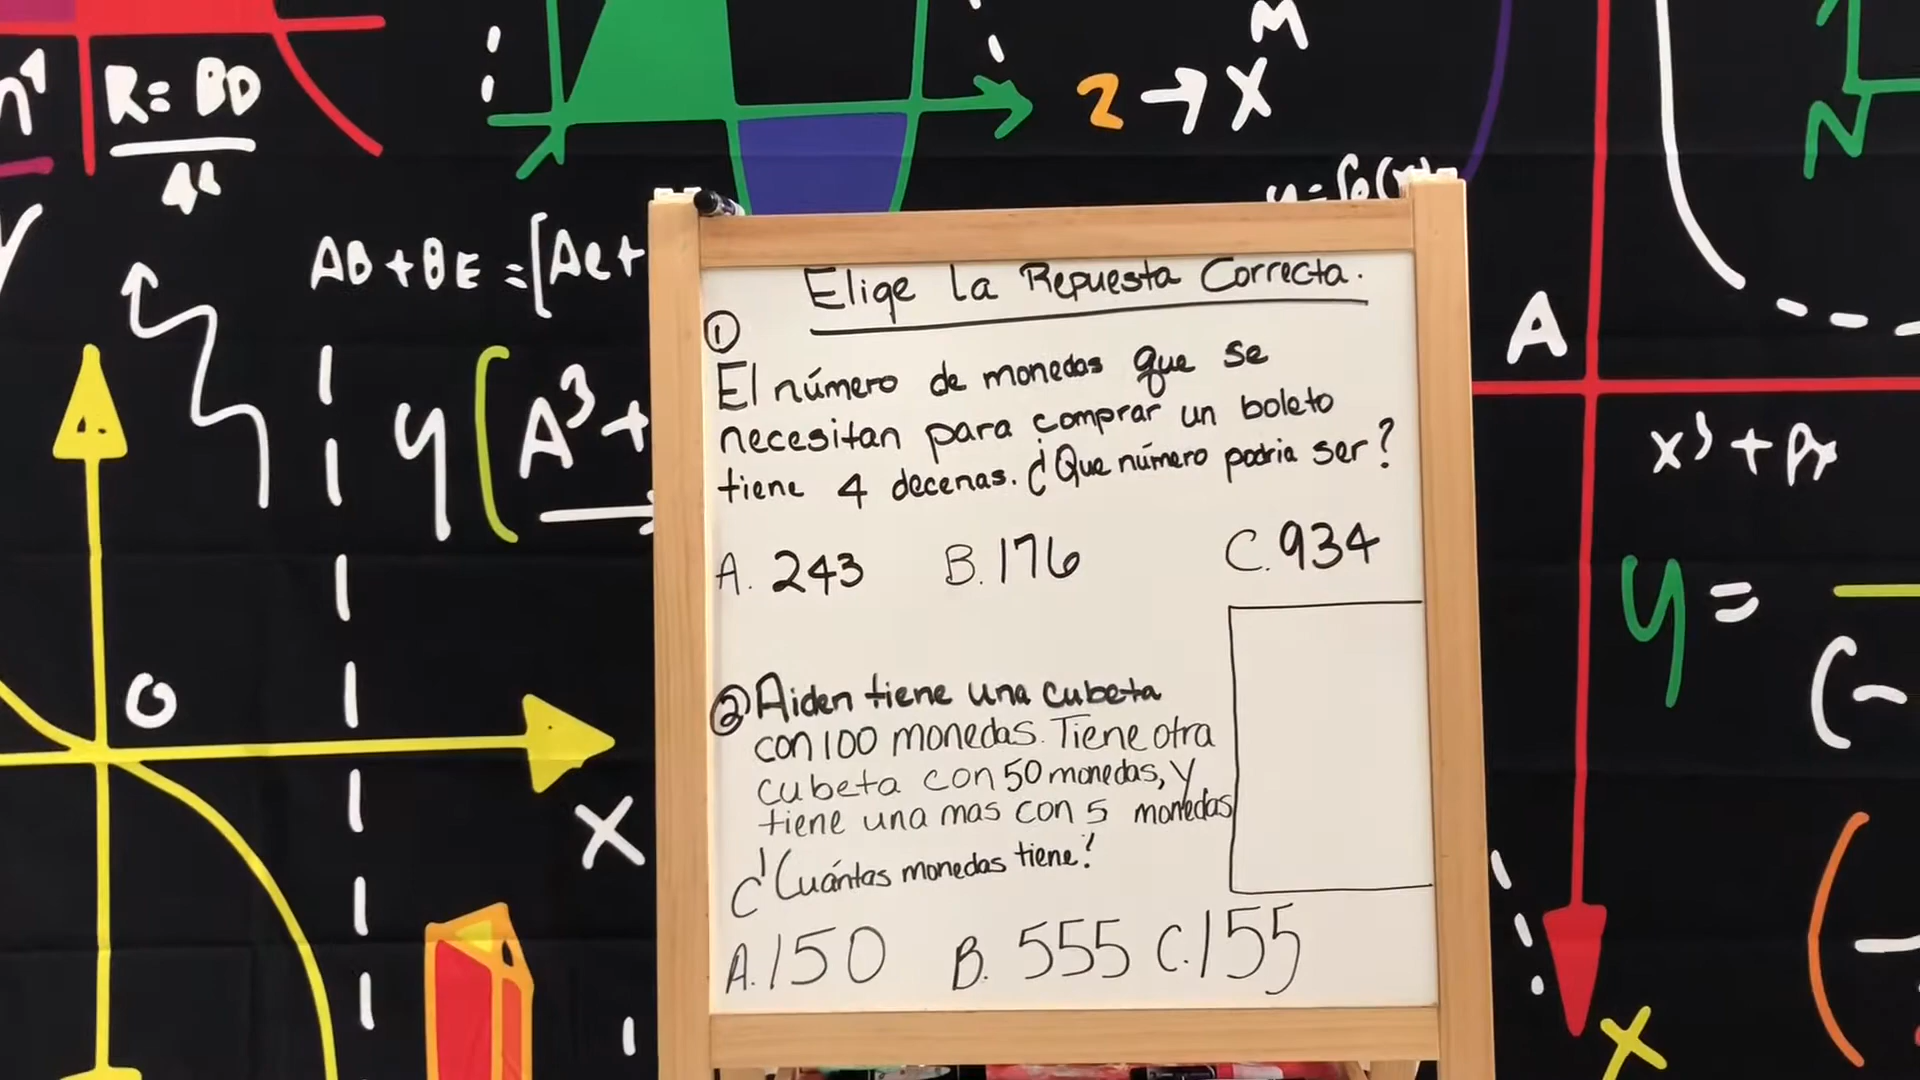 n¹
R= BD
M
2 → X
N
AB+BE =[Ae+
A
y
A³+
x³ + px
O
X
y =
(-
X
Elige la Repuesta Correcta.
①
El número de monedas que se
necesitan para comprar un boleto
tiene 4 decenas. ¿Que número podria ser?
A. 243 B. 176 C. 934
② Aiden tiene una cubeta
con 100 monedas. Tiene otra
cubeta con 50 monedas, y
tiene una mas con 5 monedas
¿Cuántas monedas tiene?
A. 150 B. 555 C. 155